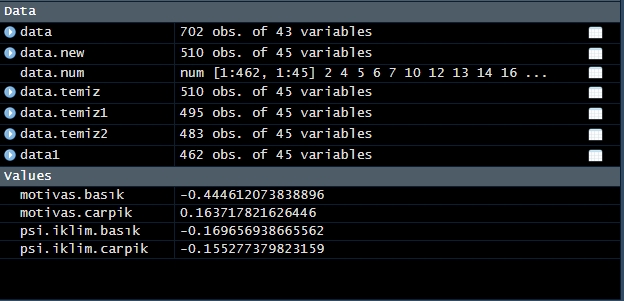 Data
data 702 obs. of 43 variables
data.new 510 obs. of 45 variables
data.num num [1:462, 1:45] 2 4 5 6 7 10 12 13 14 16 ...
data.temiz 510 obs. of 45 variables
data.temiz1 495 obs. of 45 variables
data.temiz2 483 obs. of 45 variables
data1 462 obs. of 45 variables
Values
motivas.basık -0.444612073838896
motivas.carpik 0.163717821626446
psi.iklim.basık -0.169656938665562
psi.iklim.carpik -0.155277379823159